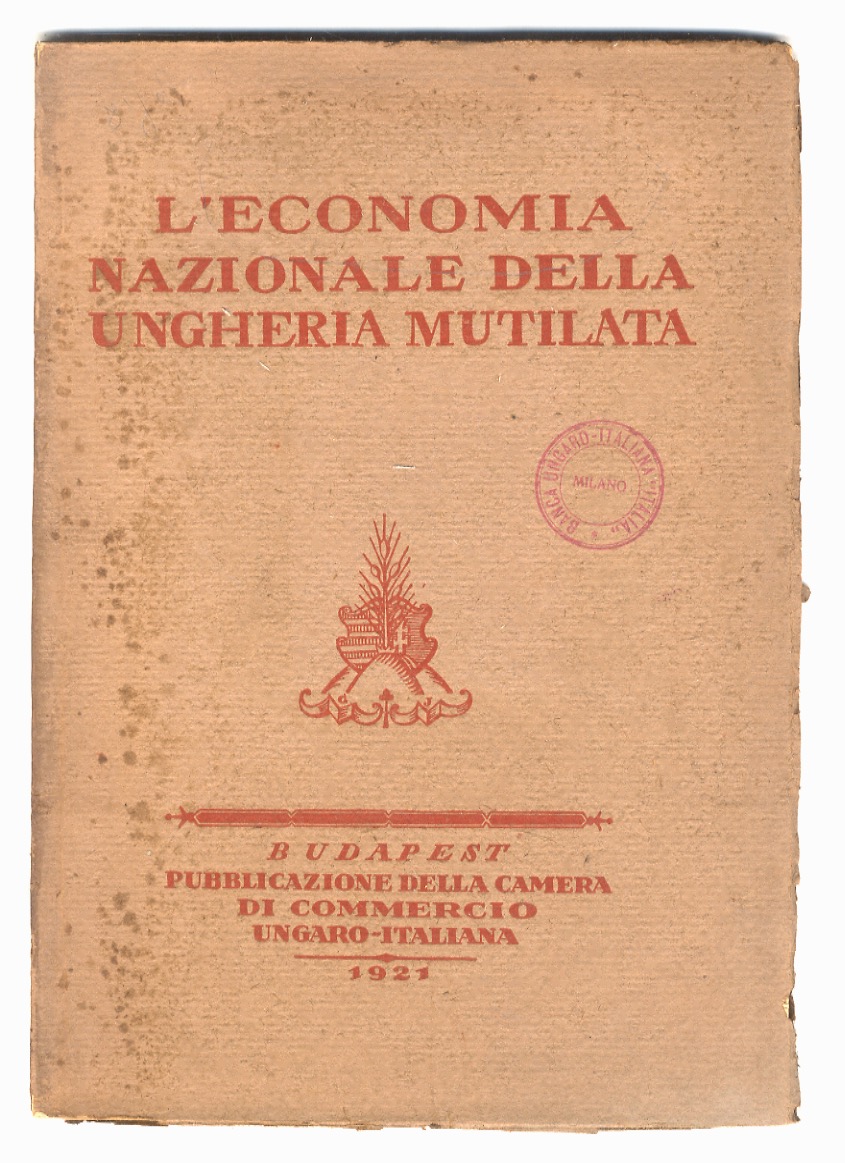 L'ECONOMIA
NAZIONALE DELLA
UNGHERIA MUTILATA
BANCA UNGARO-ITALIANA "ITALIA„ *
MILANO
BUDAPEST
PUBBLICAZIONE DELLA CAMERA
DI COMMERCIO
UNGARO-ITALIANA
1921